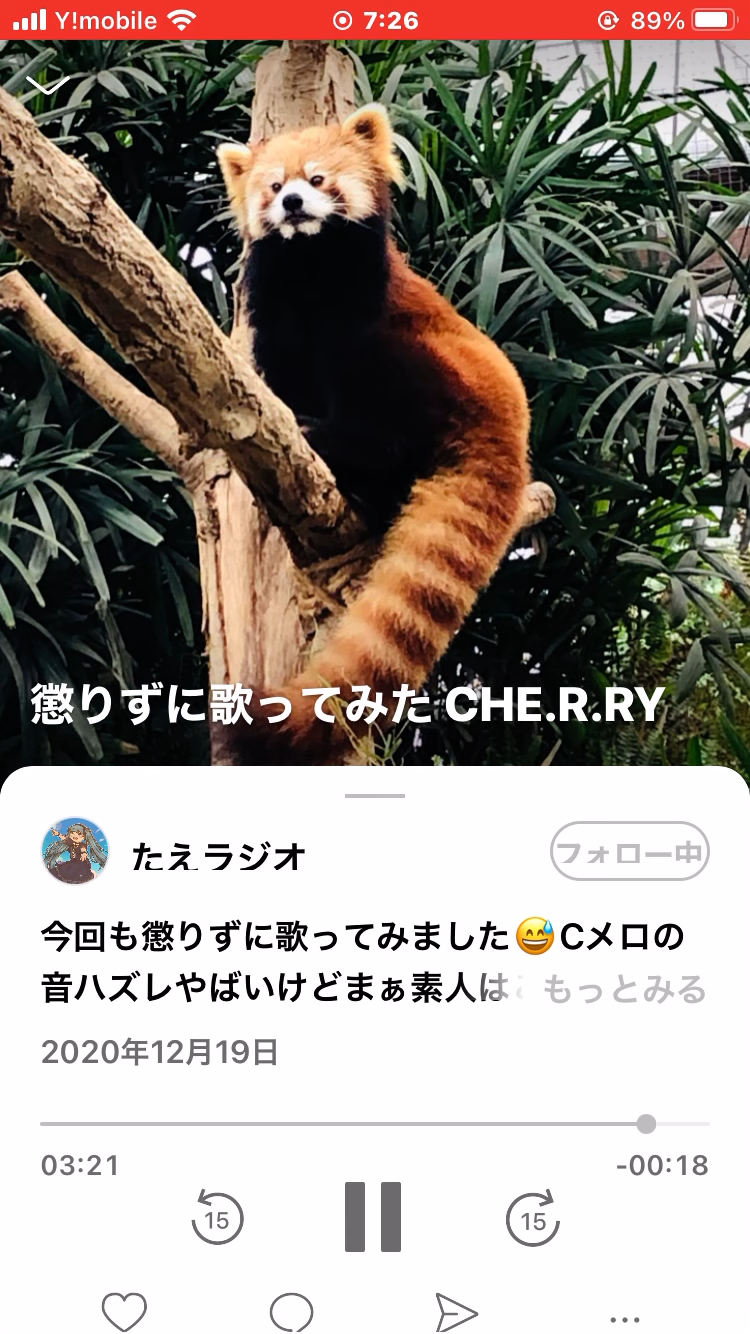 Y!mobile 7:26 89%
懲りずに歌ってみた CHE.R.RY
たえラジオ
フォロー中
今回も懲りずに歌ってみました😅Cメロの
音ハズレやばいけどまぁ素人は もっとみる
2020年12月19日
03:21 -00:18
15 15